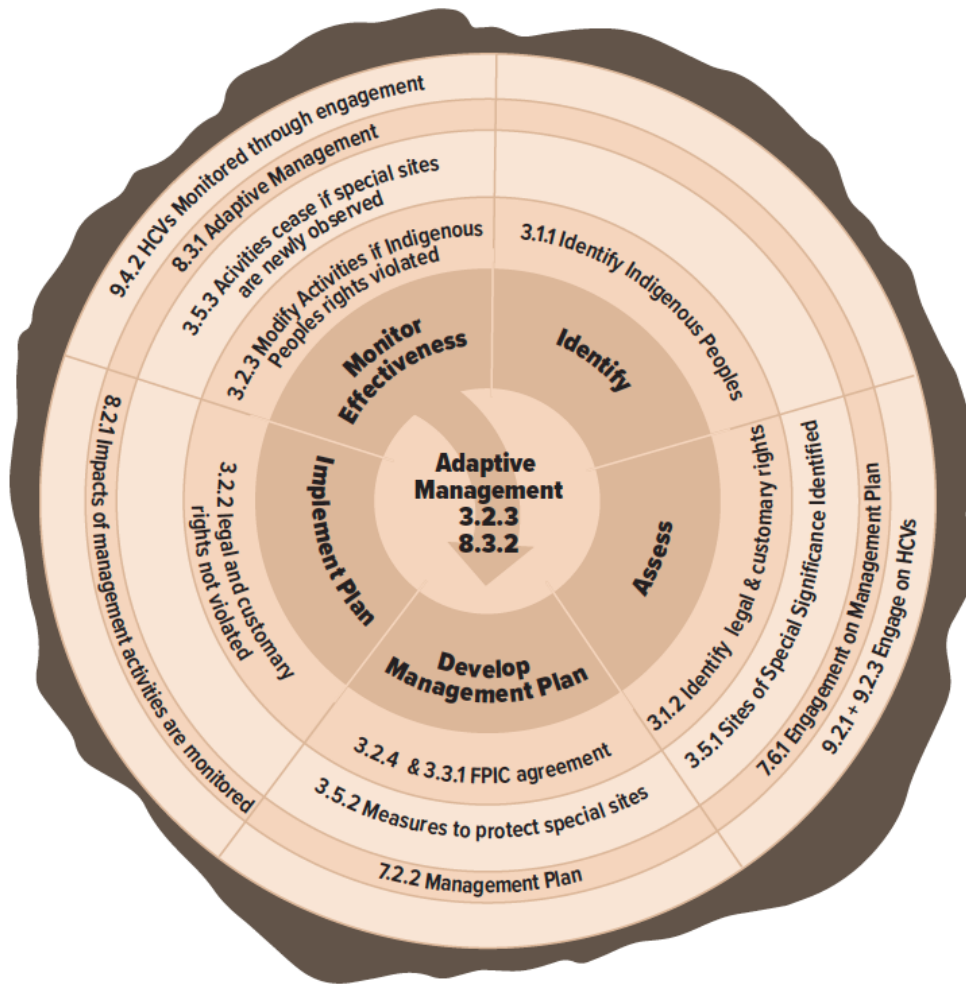 Adaptive
Management
3.2.3
8.3.2
Identify
3.1.1 Identify Indigenous Peoples
Assess
3.1.2 Identify legal & customary rights
3.5.1 Sites of Special Significance Identified
7.6.1 Engagement on Management Plan
9.2.1+ 9.2.3 Engage on HCVs
Develop
Management Plan
3.2.4 & 3.3.1 FPIC agreement
3.5.2 Measures to protect special sites
7.2.2 Management Plan
Implement Plan
3.2.2 legal and customary
rights not violated
8.2.1 Impacts of management activities are monitored
Monitor
Effectiveness
3.2.3 Modify Activities if Indigenous
Peoples rights violated
3.5.3 Acivities cease if special sites
are newly observed
8.3.1 Adaptive Management
9.4.2 HCVs Monitored through engagement